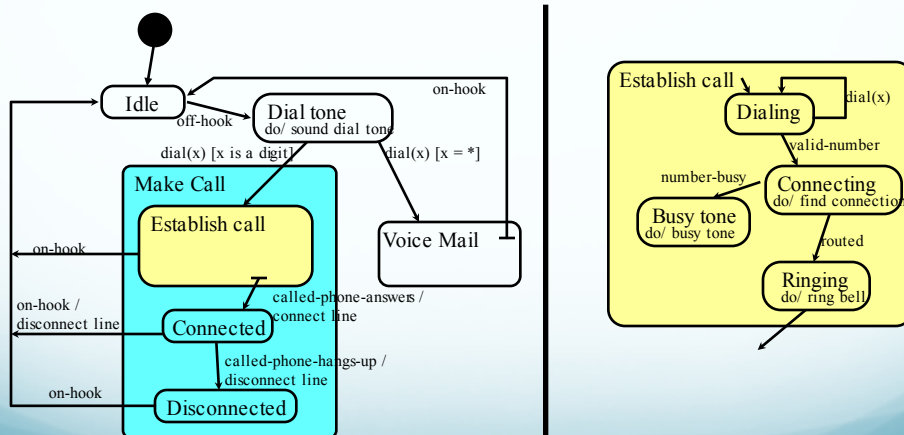 Idle
off-hook
Dial tone
do/ sound dial tone
on-hook
dial(x) [x is a digit]
dial(x) [x = *]
Make Call
Establish call
Voice Mail
on-hook
called-phone-answers /
connect line
on-hook /
disconnect line
Connected
called-phone-hangs-up /
disconnect line
on-hook
Disconnected
Establish call
Dialing
dial(x)
valid-number
number-busy
Connecting
do/ find connection
Busy tone
do/ busy tone
routed
Ringing
do/ ring bell